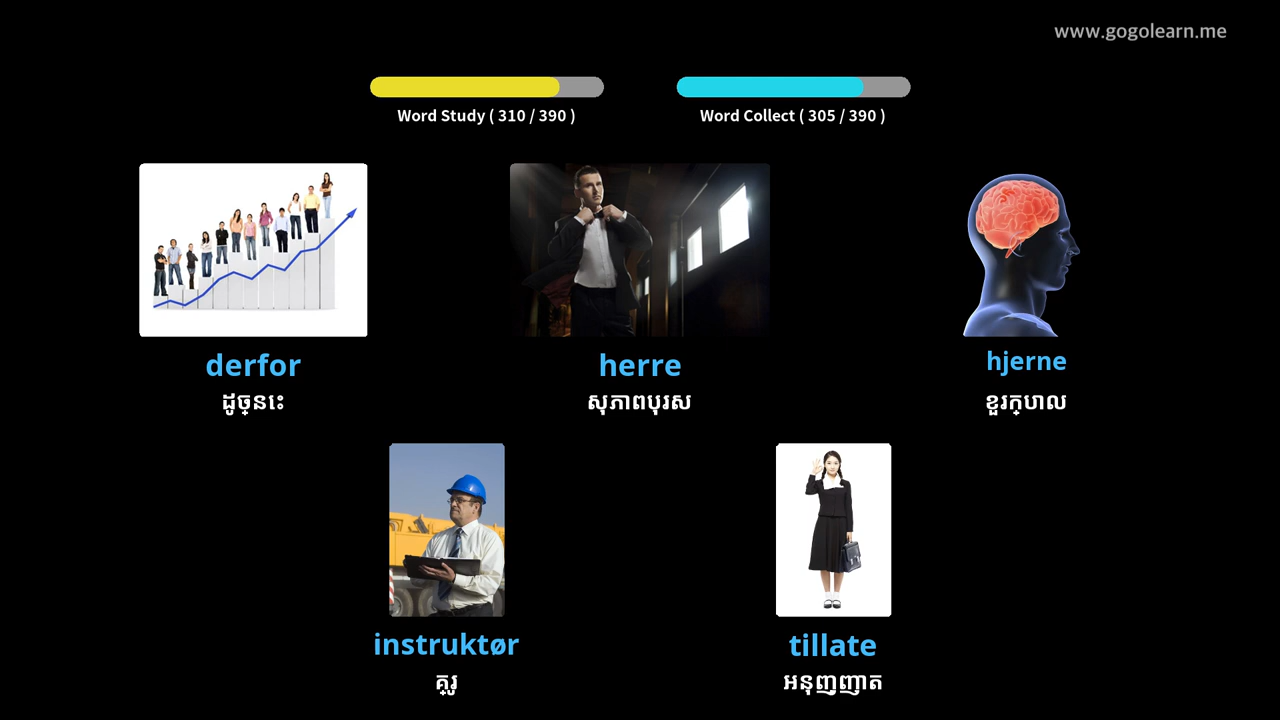 www.gogolearn.me
Word Study ( 310 / 390 )
Word Collect ( 305 / 390 )
derfor
ដូច្នេះ
herre
សុភាពបុរស
hjerne
ខួរក្បាល
instruktør
គ្រូ
tillate
អនុញ្ញាត